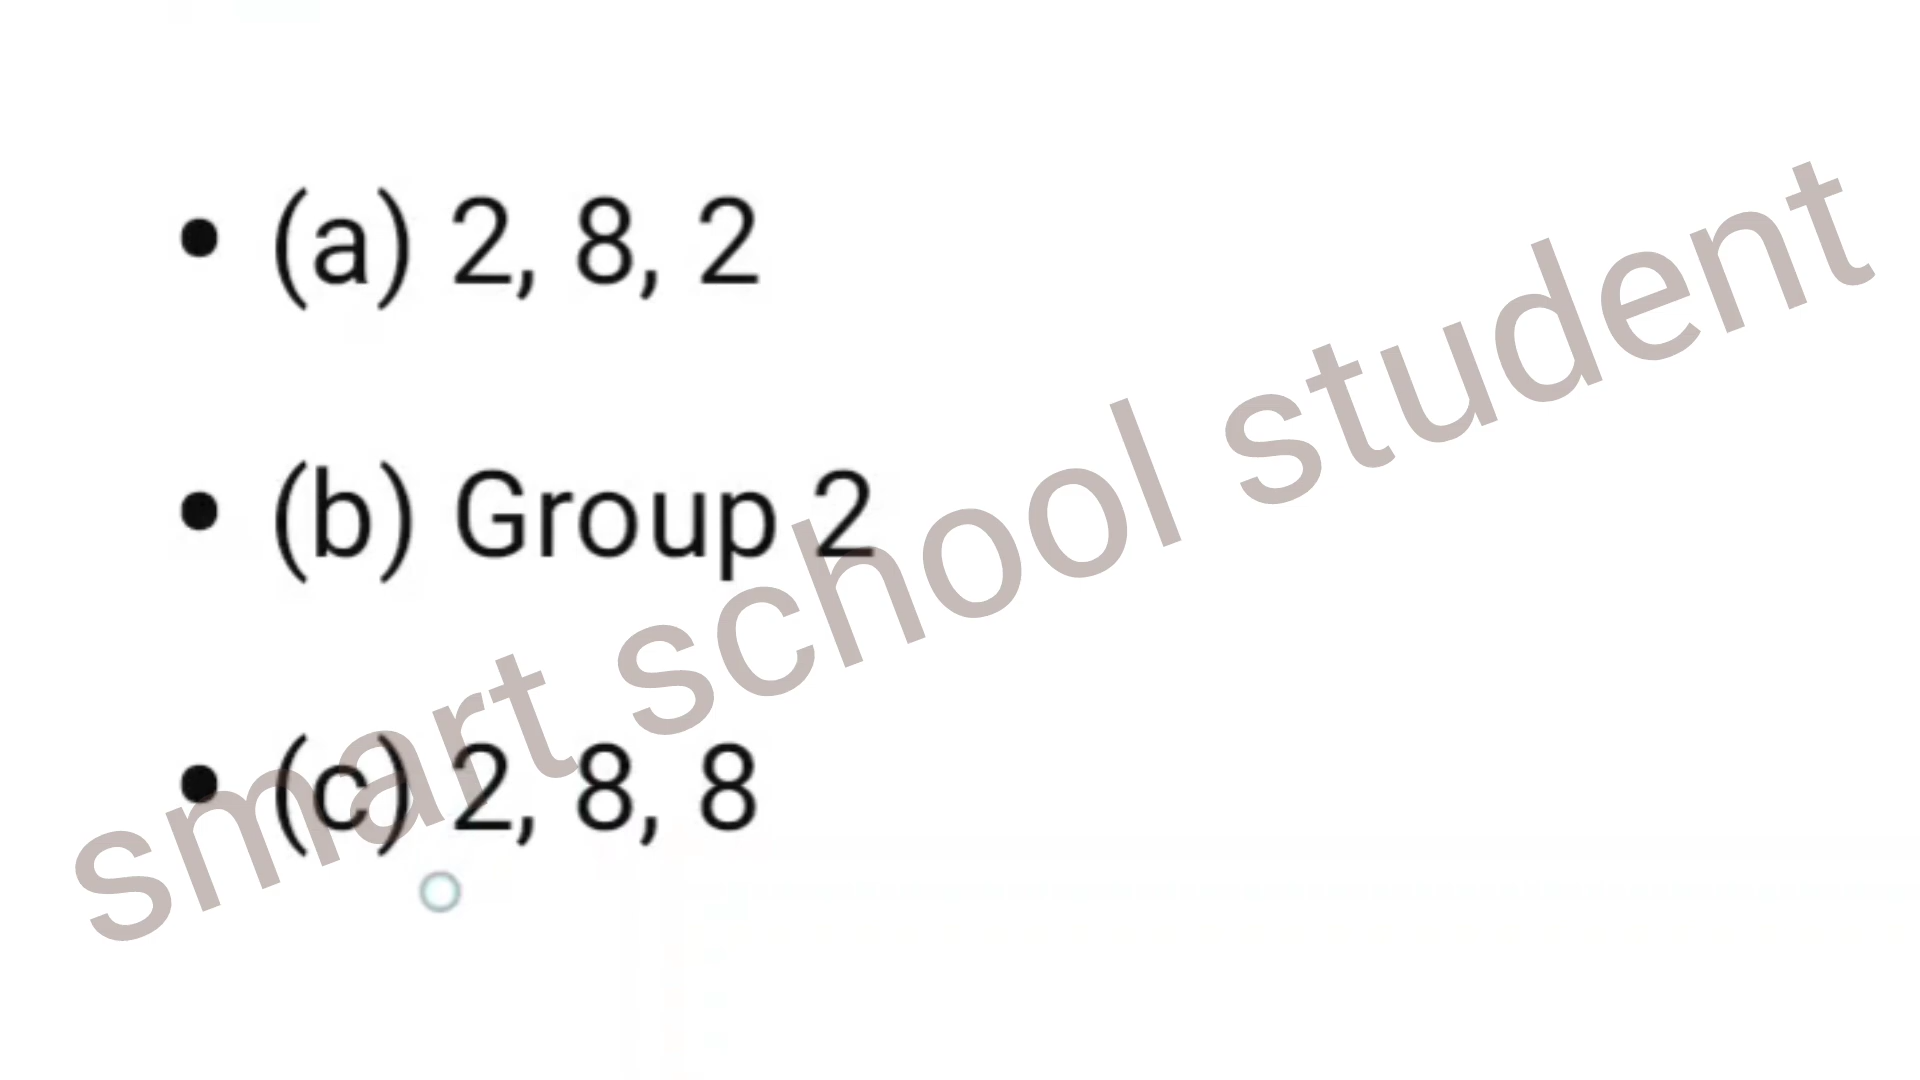 • (a) 2, 8, 2
• (b) Group 2
• (c) 2, 8, 8
smart school student